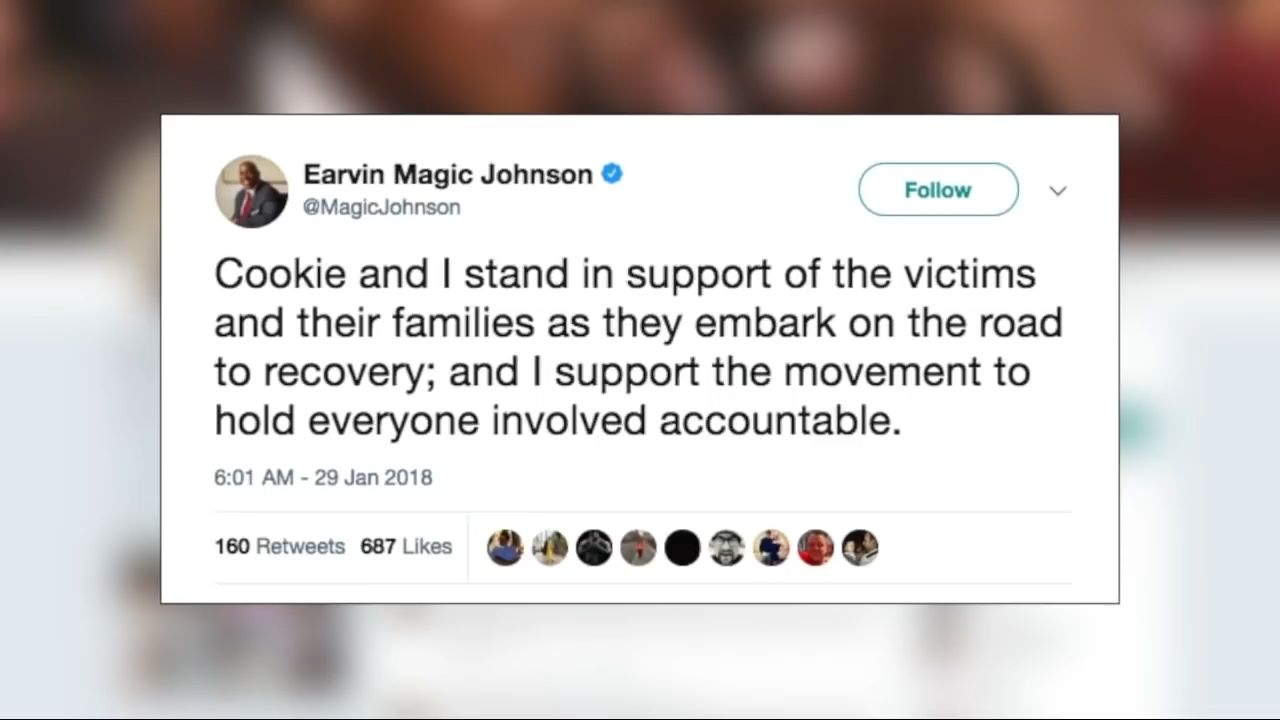 Earvin Magic Johnson
@MagicJohnson
Follow
Cookie and I stand in support of the victims
and their families as they embark on the road
to recovery; and I support the movement to
hold everyone involved accountable.
6:01 AM - 29 Jan 2018
160 Retweets 687 Likes